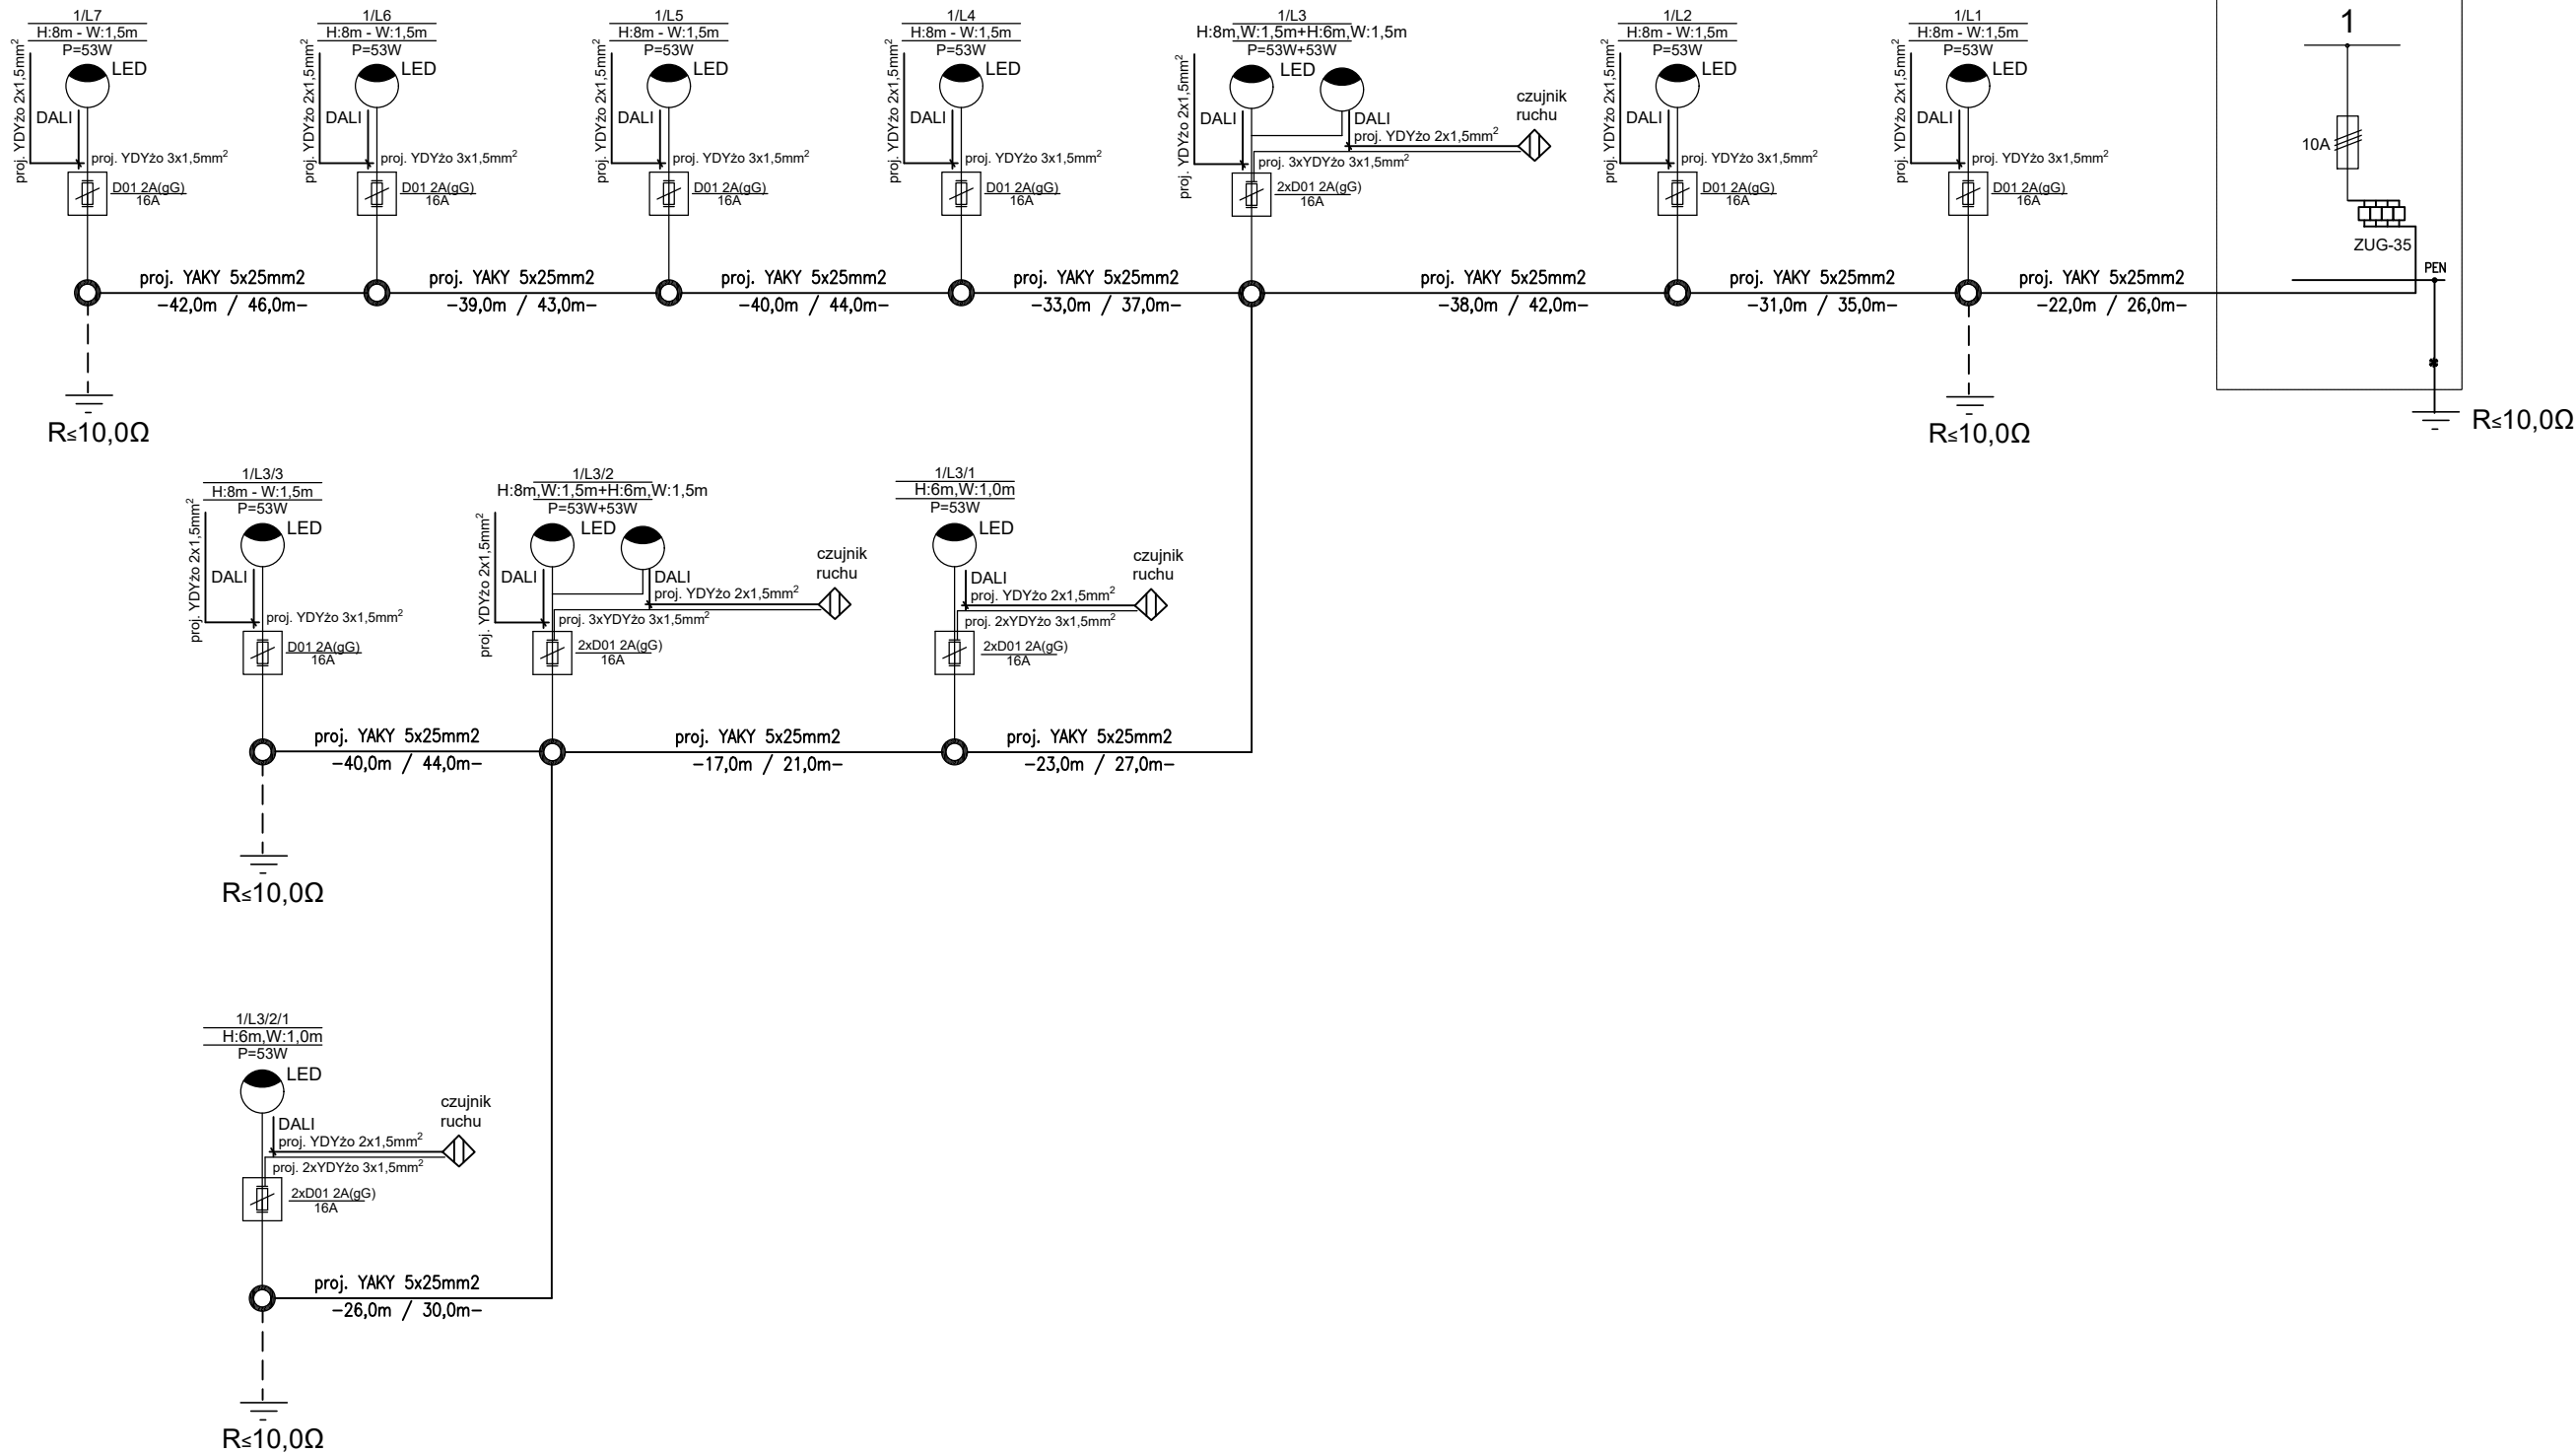 1/L7
H:8m - W:1,5m
P=53W
LED
DALI
proj. YDYżo 2x1,5mm²
proj. YDYżo 3x1,5mm²
D01 2A(gG)
16A
1/L6
H:8m - W:1,5m
P=53W
LED
DALI
proj. YDYżo 2x1,5mm²
proj. YDYżo 3x1,5mm²
D01 2A(gG)
16A
1/L5
H:8m - W:1,5m
P=53W
LED
DALI
proj. YDYżo 2x1,5mm²
proj. YDYżo 3x1,5mm²
D01 2A(gG)
16A
1/L4
H:8m - W:1,5m
P=53W
LED
DALI
proj. YDYżo 2x1,5mm²
proj. YDYżo 3x1,5mm²
D01 2A(gG)
16A
1/L3
H:8m,W:1,5m+H:6m,W:1,5m
P=53W+53W
LED
DALI
DALI
proj. YDYżo 2x1,5mm²
proj. YDYżo 2x1,5mm²
czujnik
ruchu
proj. 3xYDYżo 3x1,5mm²
2xD01 2A(gG)
16A
1/L2
H:8m - W:1,5m
P=53W
LED
DALI
proj. YDYżo 2x1,5mm²
proj. YDYżo 3x1,5mm²
D01 2A(gG)
16A
1/L1
H:8m - W:1,5m
P=53W
LED
DALI
proj. YDYżo 2x1,5mm²
proj. YDYżo 3x1,5mm²
D01 2A(gG)
16A
1
10A
ZUG-35
PEN
proj. YAKY 5x25mm2
-42,0m / 46,0m-
proj. YAKY 5x25mm2
-39,0m / 43,0m-
proj. YAKY 5x25mm2
-40,0m / 44,0m-
proj. YAKY 5x25mm2
-33,0m / 37,0m-
proj. YAKY 5x25mm2
-38,0m / 42,0m-
proj. YAKY 5x25mm2
-31,0m / 35,0m-
proj. YAKY 5x25mm2
-22,0m / 26,0m-
R≤10,0Ω
R≤10,0Ω
R≤10,0Ω
1/L3/3
H:8m - W:1,5m
P=53W
LED
DALI
proj. YDYżo 2x1,5mm²
proj. YDYżo 3x1,5mm²
D01 2A(gG)
16A
1/L3/2
H:8m,W:1,5m+H:6m,W:1,5m
P=53W+53W
LED
DALI
DALI
proj. YDYżo 2x1,5mm²
proj. YDYżo 2x1,5mm²
czujnik
ruchu
proj. 3xYDYżo 3x1,5mm²
2xD01 2A(gG)
16A
1/L3/1
H:6m,W:1,0m
P=53W
LED
DALI
proj. YDYżo 2x1,5mm²
czujnik
ruchu
proj. 2xYDYżo 3x1,5mm²
2xD01 2A(gG)
16A
proj. YAKY 5x25mm2
-40,0m / 44,0m-
proj. YAKY 5x25mm2
-17,0m / 21,0m-
proj. YAKY 5x25mm2
-23,0m / 27,0m-
R≤10,0Ω
1/L3/2/1
H:6m,W:1,0m
P=53W
LED
DALI
proj. YDYżo 2x1,5mm²
czujnik
ruchu
proj. 2xYDYżo 3x1,5mm²
2xD01 2A(gG)
16A
proj. YAKY 5x25mm2
-26,0m / 30,0m-
R≤10,0Ω